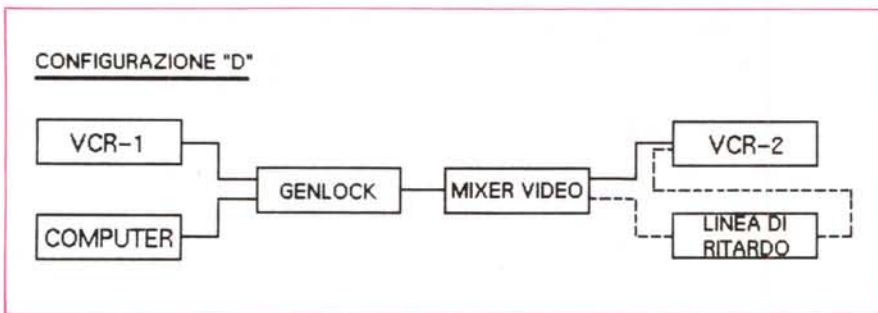 CONFIGURAZIONE "D"
VCR-1
COMPUTER
GENLOCK
MIXER VIDEO
VCR-2
LINEA DI
RITARDO